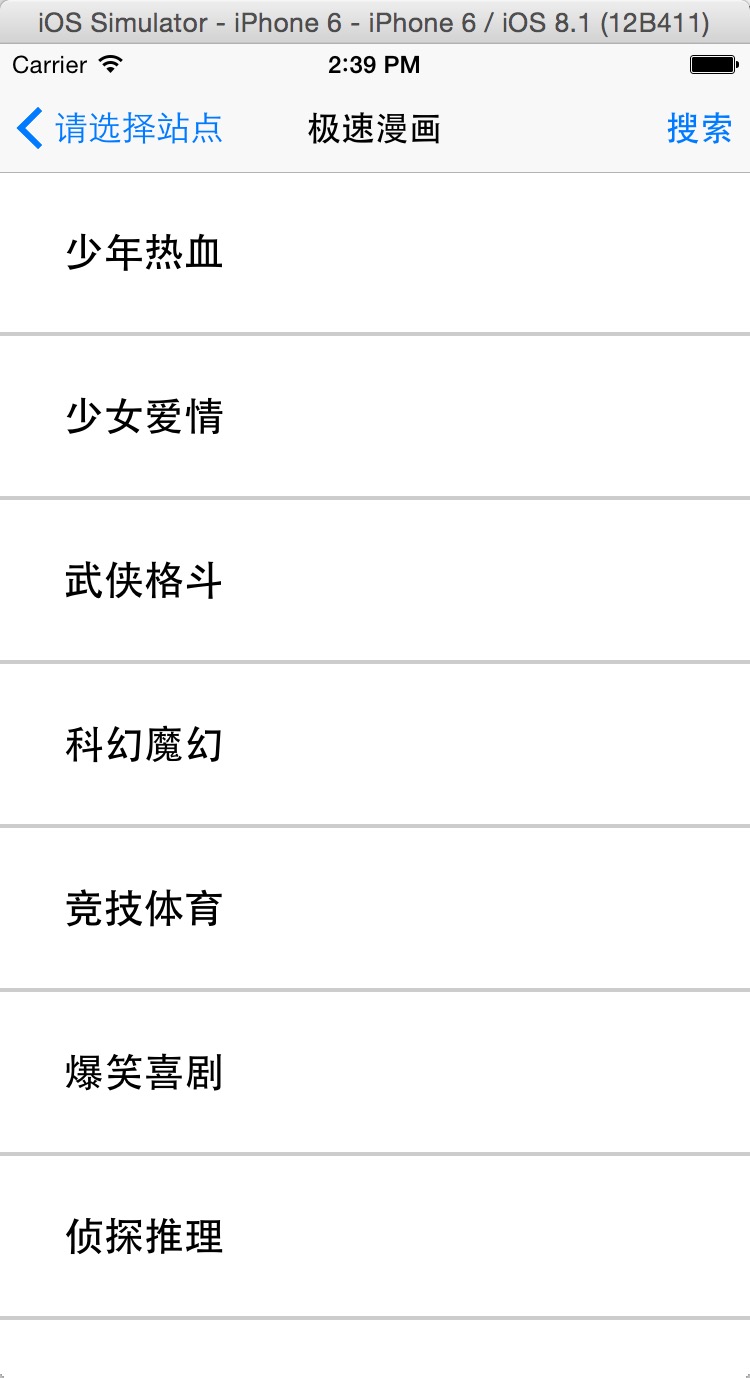 iOS Simulator - iPhone 6 - iPhone 6 / iOS 8.1 (12B411)
Carrier 2:39 PM
请选择站点 极速漫画 搜索
少年热血
少女爱情
武侠格斗
科幻魔幻
竞技体育
爆笑喜剧
侦探推理